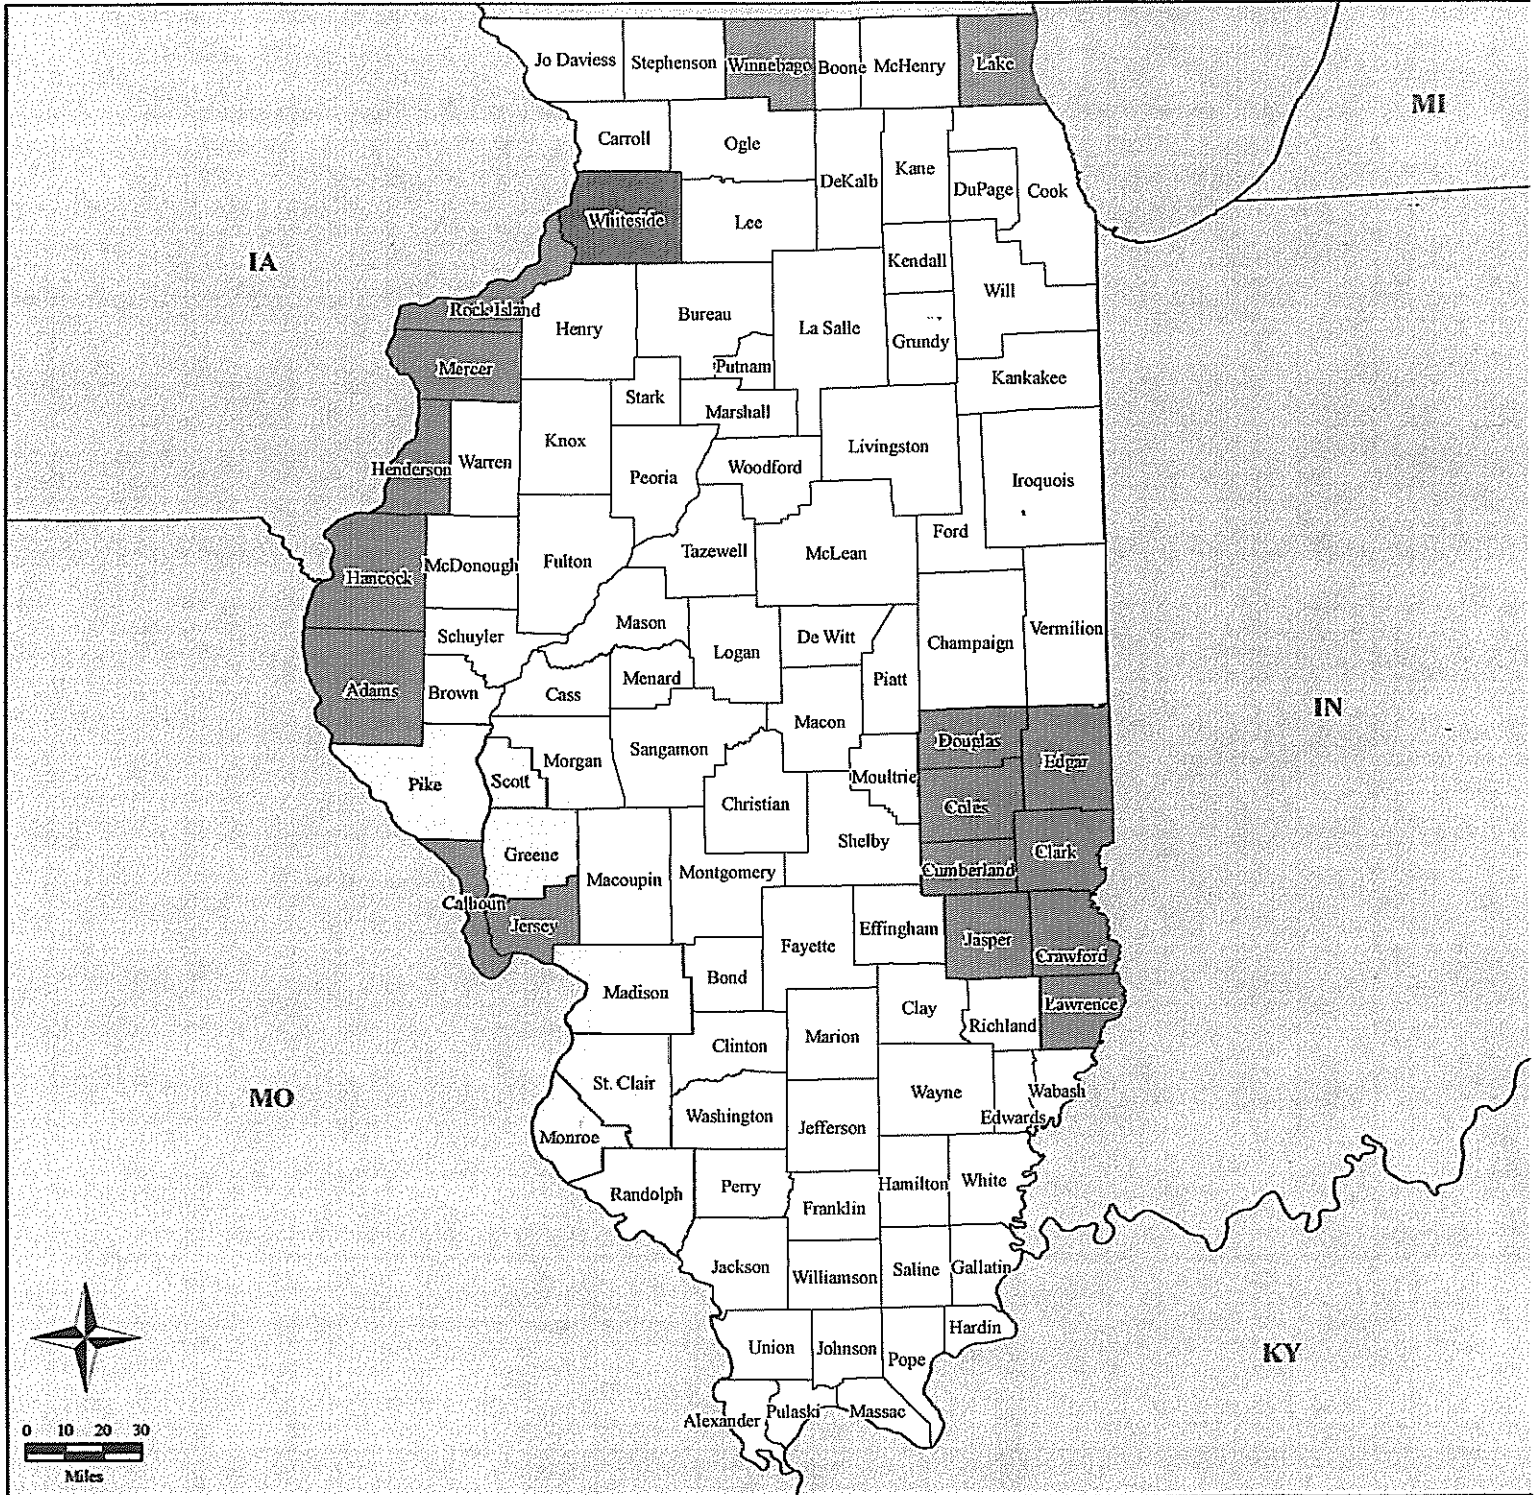 Jo Daviess Stephenson Winnebago Boone McHenry Lake
MI
Carroll Ogle DeKalb Kane DuPage Cook
Whiteside Lee
IA
Kendall Will
Rock Island Henry Bureau La Salle Grundy
Mercer Putnam Kankakee
Stark Marshall
Henderson Warren Knox Peoria Woodford Livingston Iroquois
Ford
Hancock McDonough Fulton Tazewell McLean
Schuyler Mason De Witt Champaign Vermilion
Logan
Adams Brown Cass Menard Piatt
IN
Macon
Pike Scott Morgan Sangamon Moultrie Douglas Edgar
Christian Coles
Shelby
Greene Macoupin Montgomery Cumberland Clark
Calhoun Jersey Fayette Effingham Jasper Crawford
Madison Bond Clay Richland Lawrence
Clinton Marion
MO
St. Clair Washington Wayne Edwards Wabash
Monroe Jefferson
Randolph Perry Franklin Hamilton White
Jackson Williamson Saline Gallatin
Union Johnson Pope Hardin
KY
Alexander Pulaski Massac
0 10 20 30
Miles